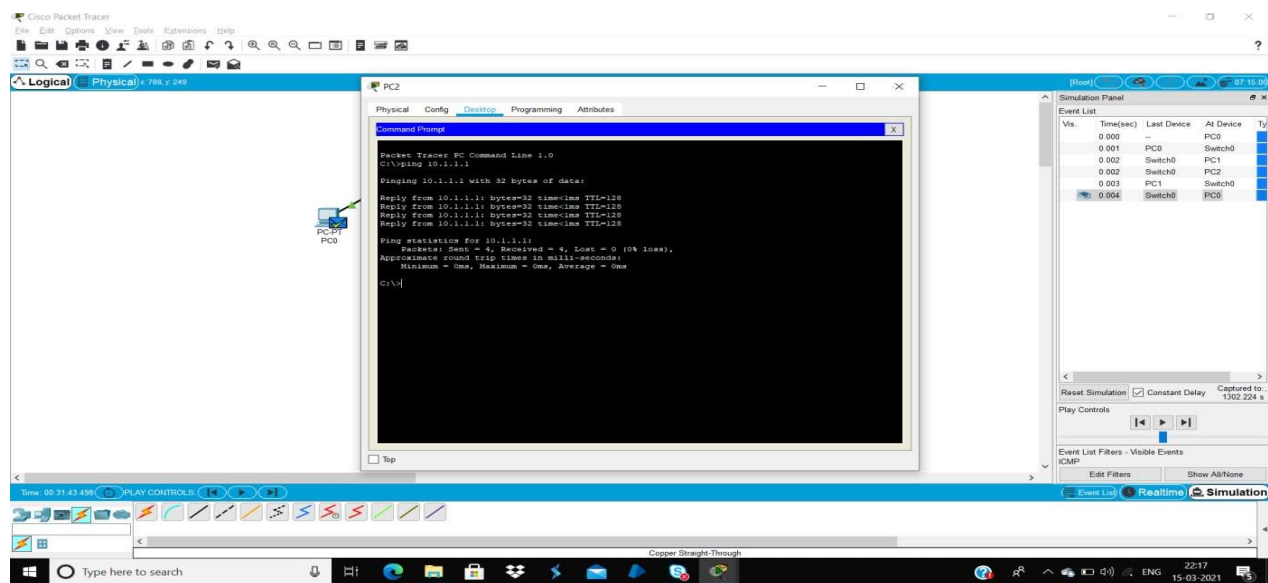 Cisco Packet Tracer
File Edit Options View Tools Extensions Help
?
Logical Physical x: 788, y: 249
[Root] 07:15:00
PC2
Physical Config Desktop Programming Attributes
Command Prompt X
Packet Tracer PC Command Line 1.0
C:\>ping 10.1.1.1
Pinging 10.1.1.1 with 32 bytes of data:
Reply from 10.1.1.1: bytes=32 time<1ms TTL=128
Reply from 10.1.1.1: bytes=32 time<1ms TTL=128
Reply from 10.1.1.1: bytes=32 time<1ms TTL=128
Reply from 10.1.1.1: bytes=32 time<1ms TTL=128
Ping statistics for 10.1.1.1:
Packets: Sent = 4, Received = 4, Lost = 0 (0% loss),
Approximate round trip times in milli-seconds:
Minimum = 0ms, Maximum = 0ms, Average = 0ms
C:\>
Top
PC-PT
PC0
Simulation Panel
Event List
Vis. Time(sec) Last Device At Device Ty
0.000 -- PC0
0.001 PC0 Switch0
0.002 Switch0 PC1
0.002 Switch0 PC2
0.003 PC1 Switch0
0.004 Switch0 PC0
Reset Simulation Constant Delay Captured to:
1302.224 s
Play Controls
Event List Filters - Visible Events
ICMP
Edit Filters Show All/None
Time: 00:31:43.498 PLAY CONTROLS:
Event List Realtime Simulation
Copper Straight-Through
Type here to search
ENG
22:17
15-03-2021